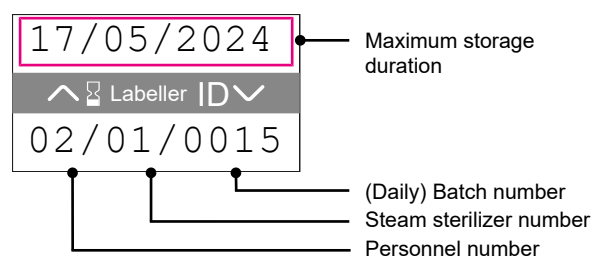 17/05/2024
Maximum storage
duration
Labeller ID
02/01/0015
(Daily) Batch number
Steam sterilizer number
Personnel number